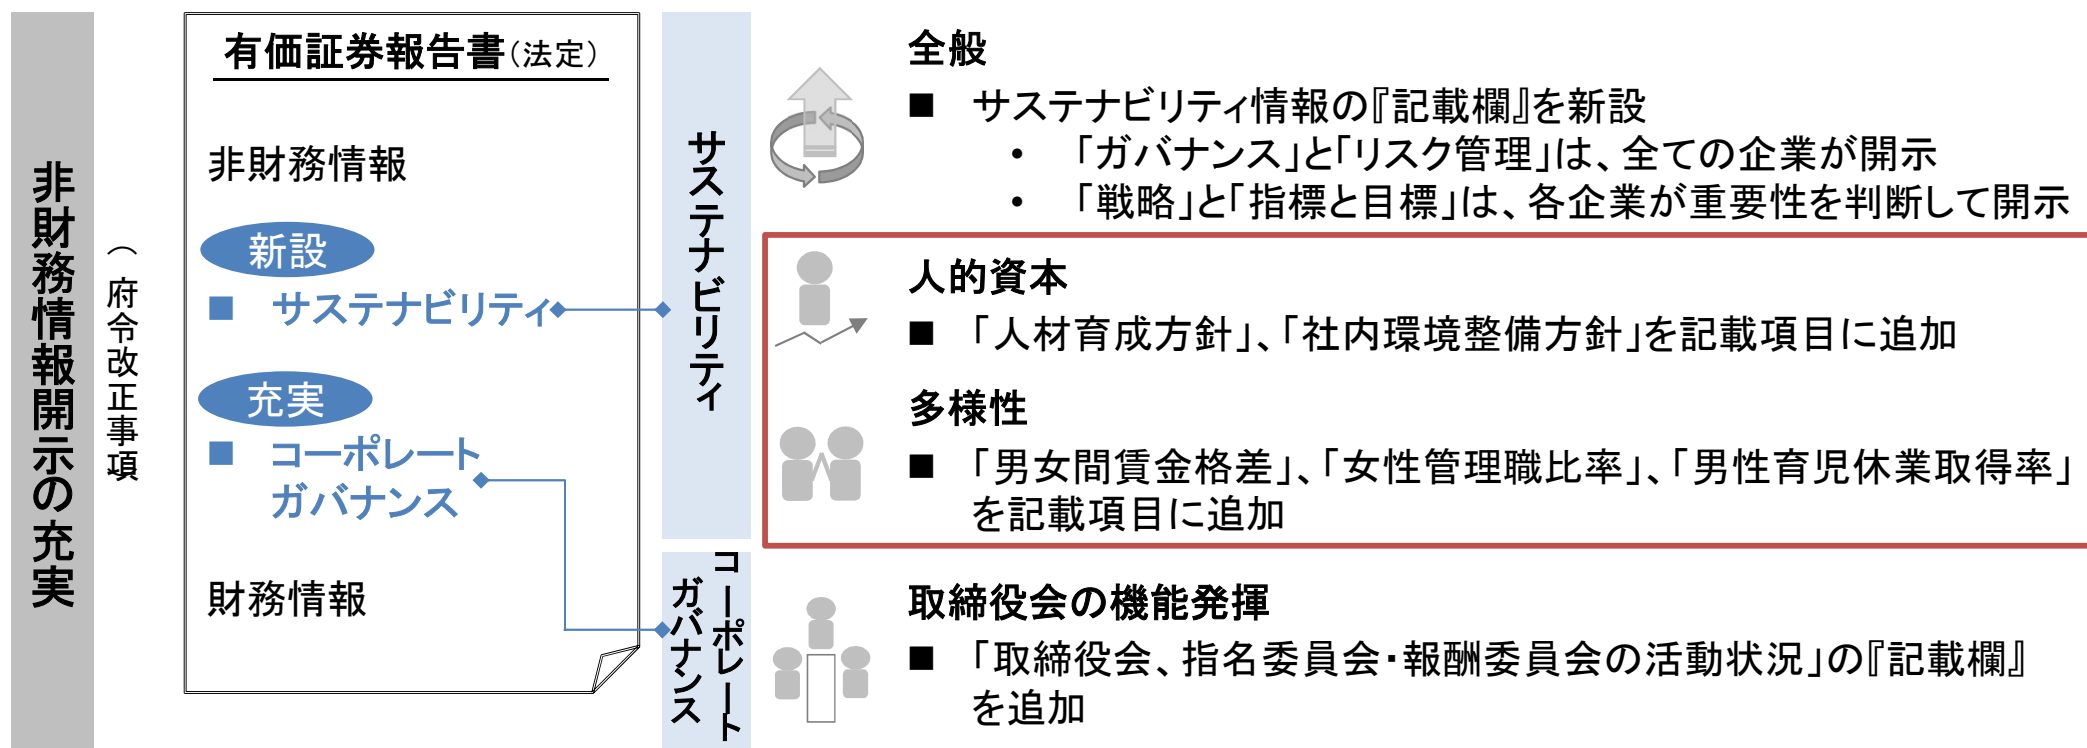 非財務情報開示の充実
（府令改正事項）
有価証券報告書（法定）
非財務情報
新設
■ サステナビリティ
充実
■ コーポレート
ガバナンス
財務情報
サステナビリティ
全般
■ サステナビリティ情報の『記載欄』を新設
• 「ガバナンス」と「リスク管理」は、全ての企業が開示
• 「戦略」と「指標と目標」は、各企業が重要性を判断して開示
人的資本
■ 「人材育成方針」、「社内環境整備方針」を記載項目に追加
多様性
■ 「男女間賃金格差」、「女性管理職比率」、「男性育児休業取得率」
を記載項目に追加
コーポレート
ガバナンス
取締役会の機能発揮
■ 「取締役会、指名委員会・報酬委員会の活動状況」の『記載欄』
を追加